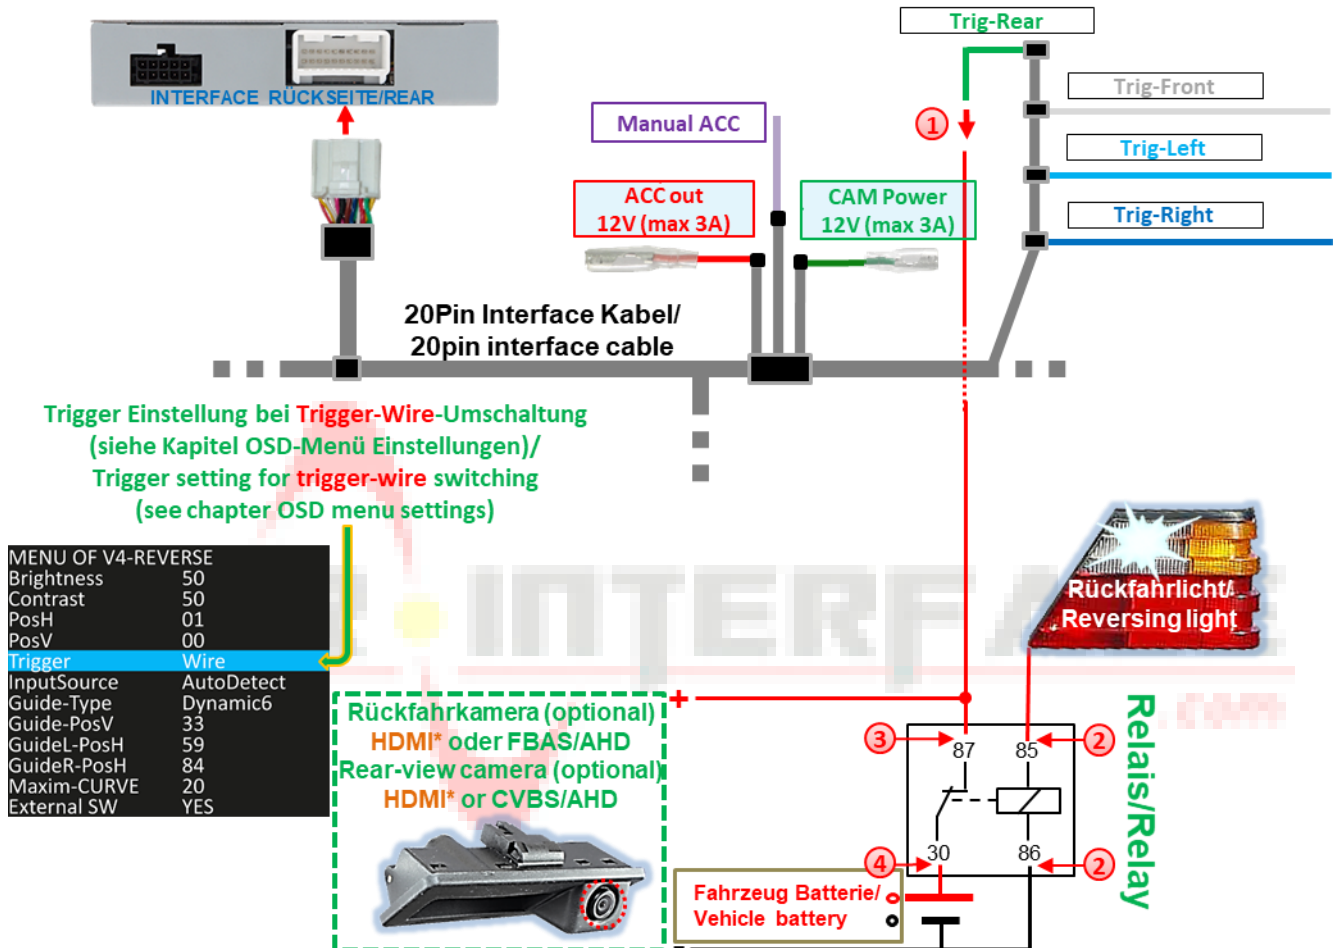 Trig-Rear
INTERFACE RÜCKSEITE/REAR
Trig-Front
Manual ACC
1
Trig-Left
ACC out
12V (max 3A)
CAM Power
12V (max 3A)
Trig-Right
20Pin Interface Kabel/
20pin interface cable
Trigger Einstellung bei Trigger-Wire-Umschaltung
(siehe Kapitel OSD-Menü Einstellungen)/
Trigger setting for trigger-wire switching
(see chapter OSD menu settings)
MENU OF V4-REVERSE
Brightness 50
Contrast 50
PosH 01
PosV 00
Trigger Wire
InputSource AutoDetect
Guide-Type Dynamic6
Guide-PosV 33
GuideL-PosH 59
GuideR-PosH 84
Maxim-CURVE 20
External SW YES
INTERFACE
.com
Rückfahrlicht/
Reversing light
+
Rückfahrkamera (optional)
HDMI* oder FBAS/AHD
Rear-view camera (optional)
HDMI* or CVBS/AHD
3
87
85
2
30
86
4
2
Relais/Relay
Fahrzeug Batterie/
Vehicle battery